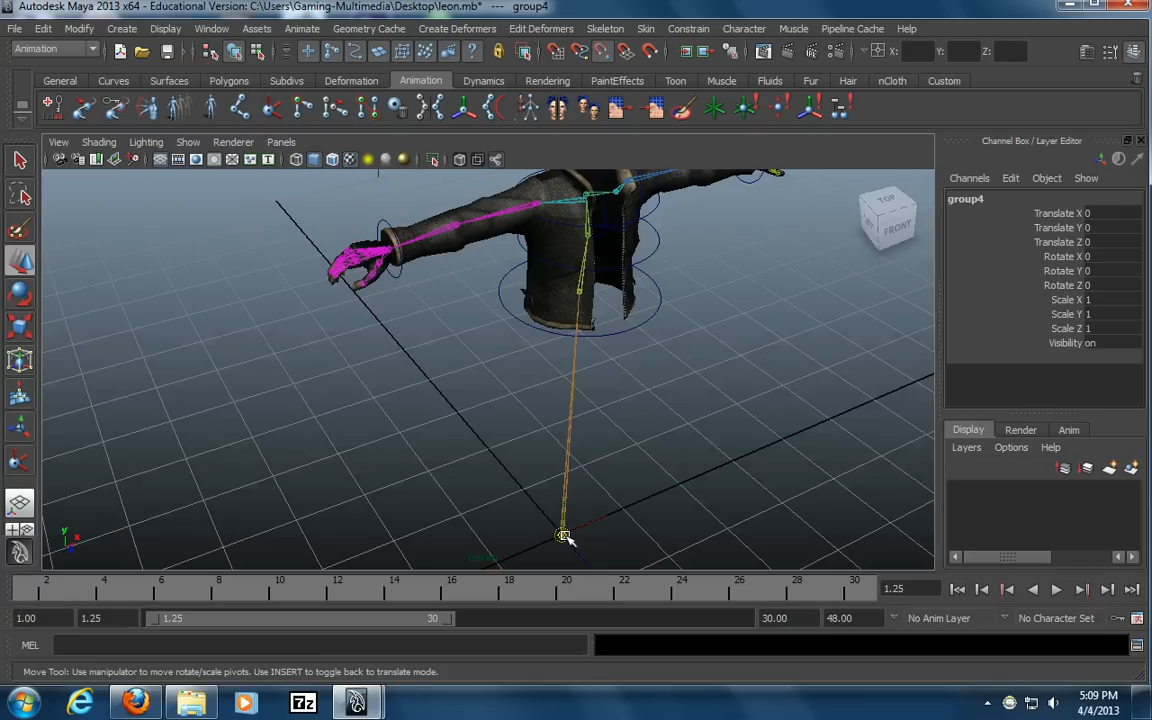 Autodesk Maya 2013 x64 - Educational Version: C:\Users\Gaming-Multimedia\Desktop\leon.mb* --- group4
File Edit Modify Create Display Window Assets Animate Geometry Cache Create Deformers Edit Deformers Skeleton Skin Constrain Character Muscle Pipeline Cache Help
Animation X: Y: Z:
General Curves Surfaces Polygons Subdivs Deformation Animation Dynamics Rendering PaintEffects Toon Muscle Fluids Fur Hair nCloth Custom
View Shading Lighting Show Renderer Panels
Channel Box / Layer Editor
Channels Edit Object Show
group4
Translate X 0
Translate Y 0
Translate Z 0
Rotate X 0
Rotate Y 0
Rotate Z 0
Scale X 1
Scale Y 1
Scale Z 1
Visibility on
TOP
FRONT
Display Render Anim
Layers Options Help
y
x
persp
2 4 6 8 10 12 14 16 18 20 22 24 26 28 30
1.25
1.00 1.25 1.25 30 30.00 48.00 No Anim Layer No Character Set
MEL
Move Tool: Use manipulator to move rotate/scale pivots. Use INSERT to toggle back to translate mode.
7z
5:09 PM
4/4/2013